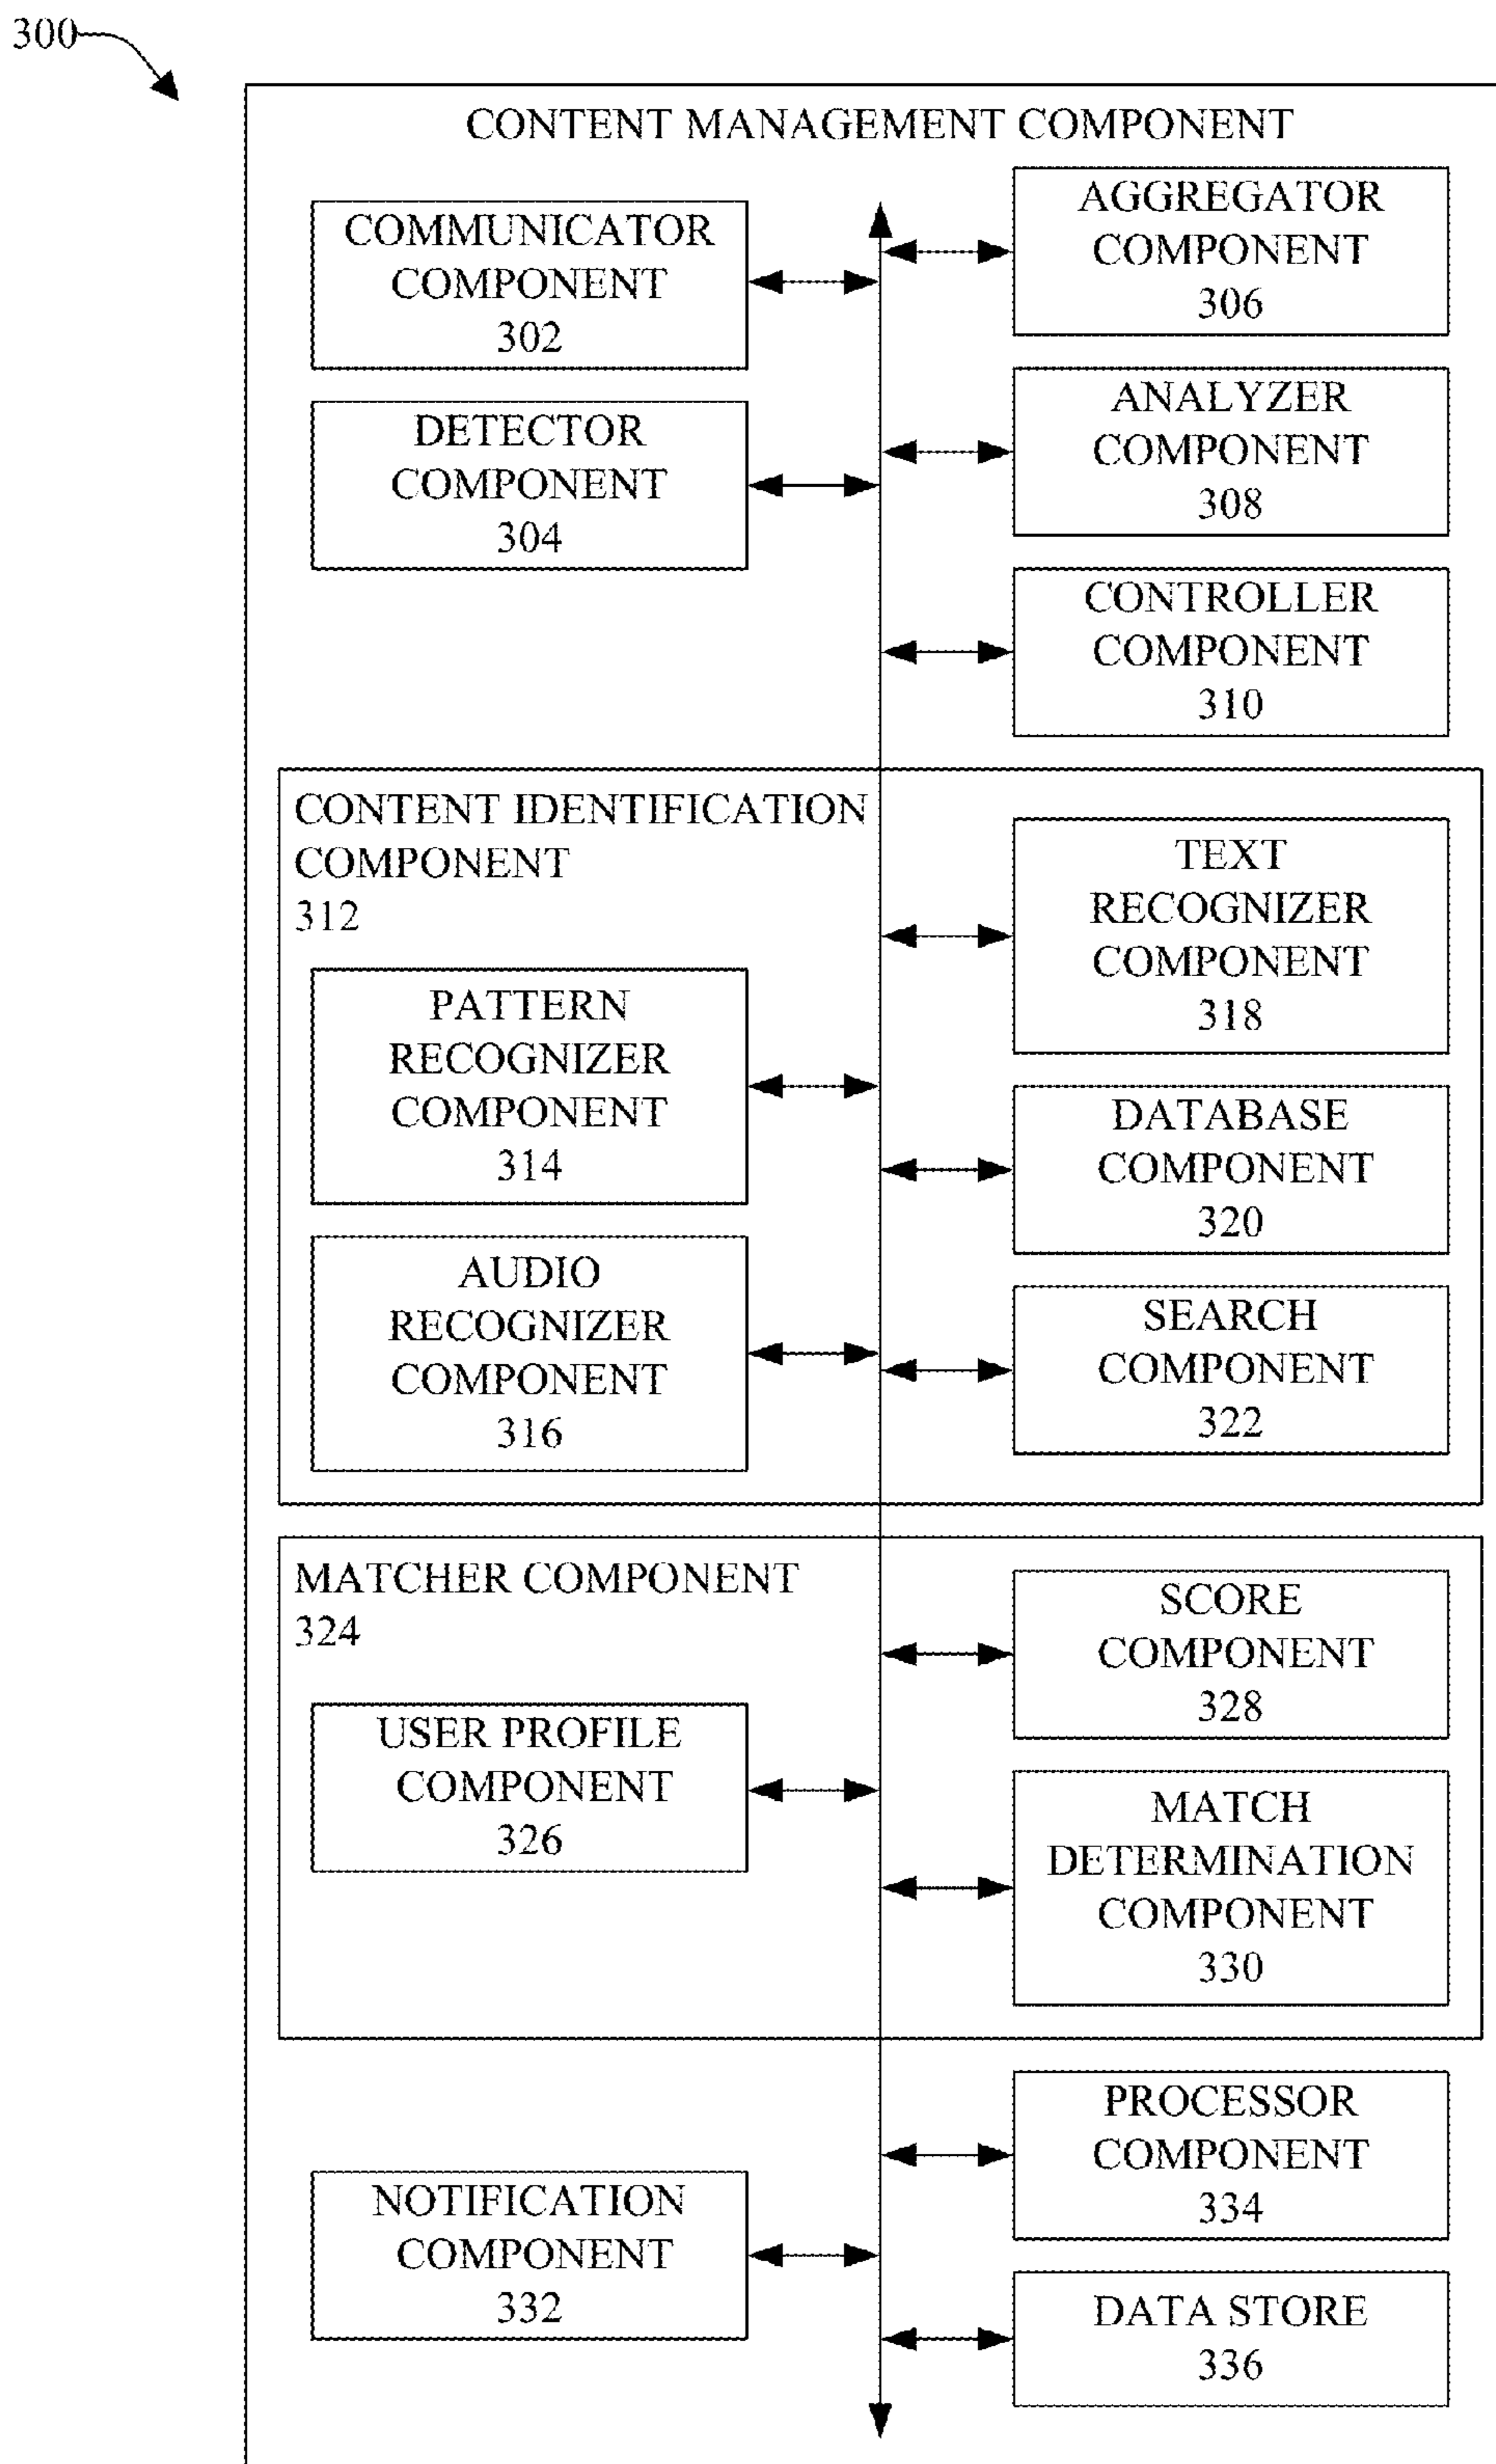 300
CONTENT MANAGEMENT COMPONENT
COMMUNICATOR
COMPONENT
302
AGGREGATOR
COMPONENT
306
DETECTOR
COMPONENT
304
ANALYZER
COMPONENT
308
CONTROLLER
COMPONENT
310
CONTENT IDENTIFICATION
COMPONENT
312
TEXT
RECOGNIZER
COMPONENT
318
PATTERN
RECOGNIZER
COMPONENT
314
DATABASE
COMPONENT
320
AUDIO
RECOGNIZER
COMPONENT
316
SEARCH
COMPONENT
322
MATCHER COMPONENT
324
SCORE
COMPONENT
328
USER PROFILE
COMPONENT
326
MATCH
DETERMINATION
COMPONENT
330
PROCESSOR
COMPONENT
334
NOTIFICATION
COMPONENT
332
DATA STORE
336